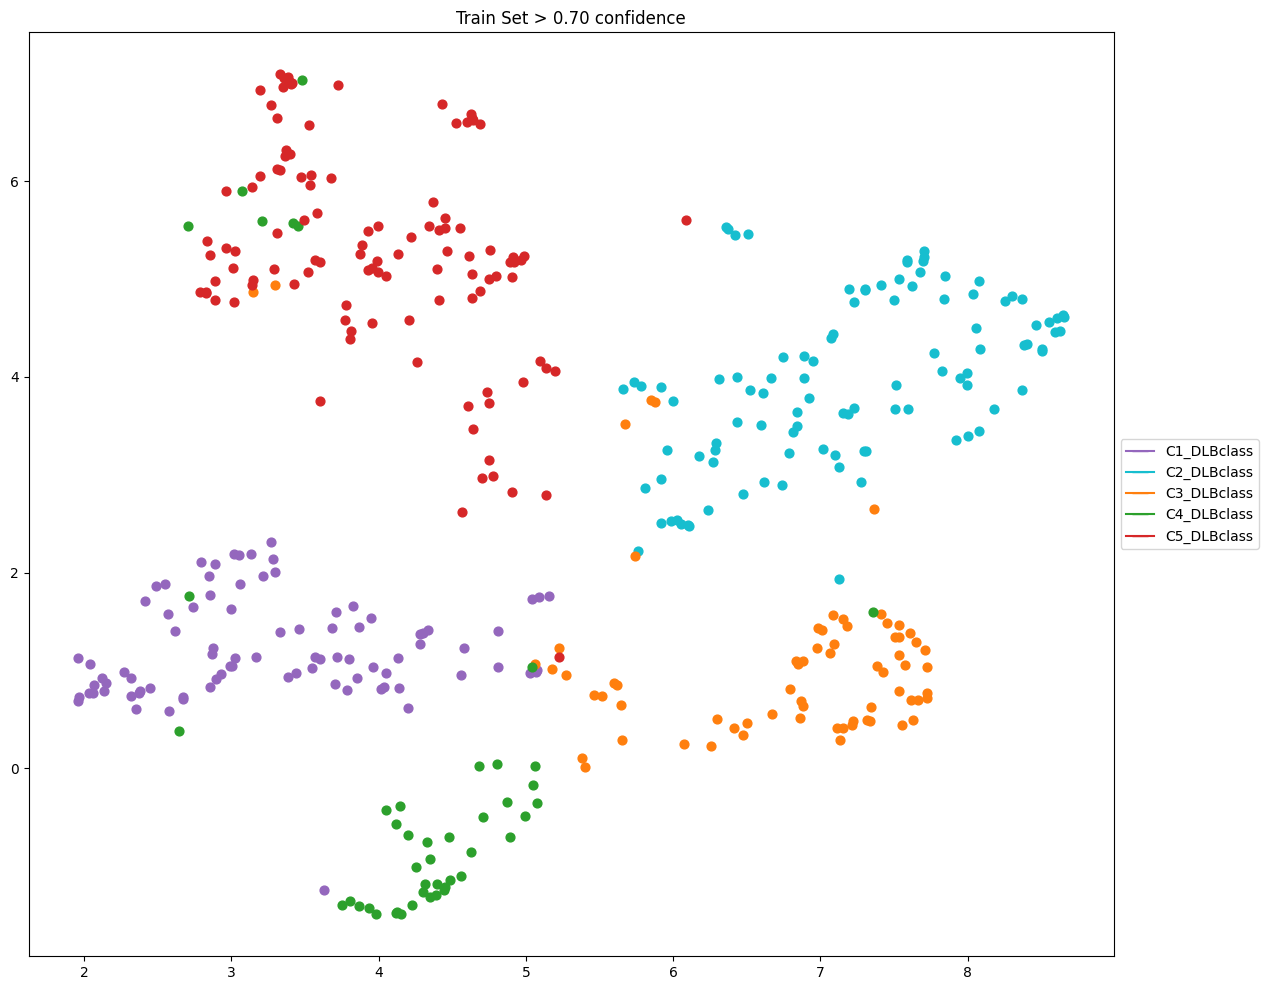 Train Set > 0.70 confidence
6
4
2
0
2
3
4
5
6
7
8
C1_DLBclass
C2_DLBclass
C3_DLBclass
C4_DLBclass
C5_DLBclass